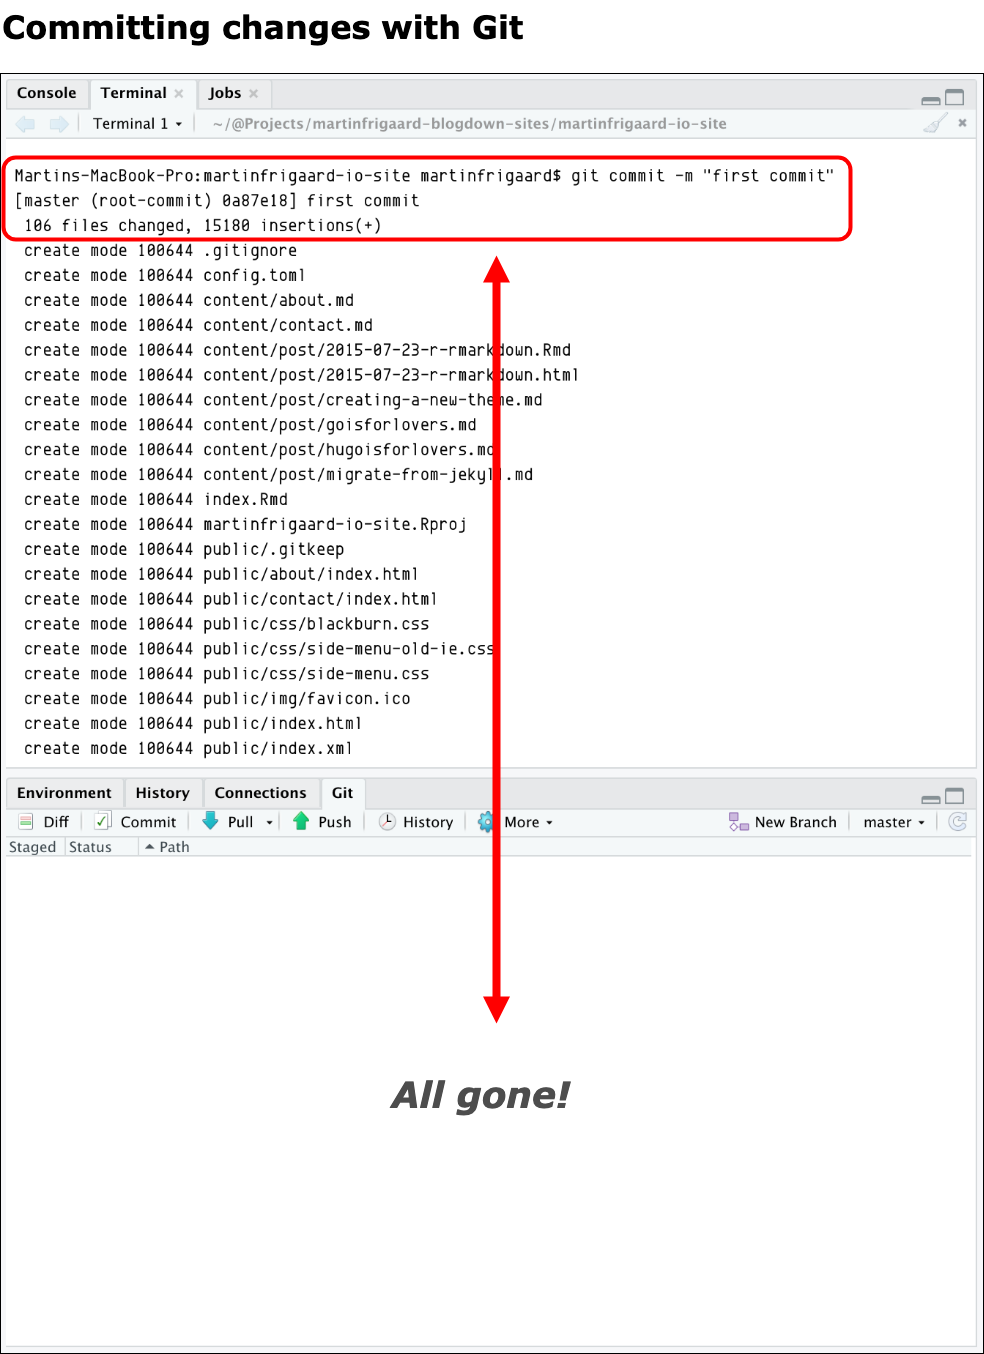 Committing changes with Git
Console Terminal Jobs
Terminal 1 ~/@Projects/martinfrigaard-blogdown-sites/martinfrigaard-io-site
Martins-MacBook-Pro:martinfrigaard-io-site martinfrigaard$ git commit -m "first commit"
[master (root-commit) 0a87e18] first commit
106 files changed, 15180 insertions(+)
create mode 100644 .gitignore
create mode 100644 config.toml
create mode 100644 content/about.md
create mode 100644 content/contact.md
create mode 100644 content/post/2015-07-23-r-rmarkdown.Rmd
create mode 100644 content/post/2015-07-23-r-rmarkdown.html
create mode 100644 content/post/creating-a-new-theme.md
create mode 100644 content/post/goisforlovers.md
create mode 100644 content/post/hugoisforlovers.md
create mode 100644 content/post/migrate-from-jekyll.md
create mode 100644 index.Rmd
create mode 100644 martinfrigaard-io-site.Rproj
create mode 100644 public/.gitkeep
create mode 100644 public/about/index.html
create mode 100644 public/contact/index.html
create mode 100644 public/css/blackburn.css
create mode 100644 public/css/side-menu-old-ie.css
create mode 100644 public/css/side-menu.css
create mode 100644 public/img/favicon.ico
create mode 100644 public/index.html
create mode 100644 public/index.xml
Environment History Connections Git
Diff Commit Pull Push History More New Branch master
Staged Status Path
All gone!